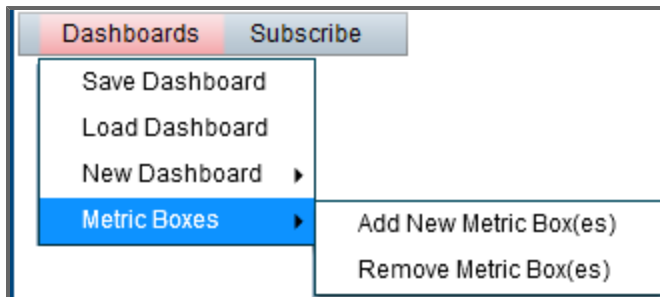 Dashboards Subscribe
Save Dashboard
Load Dashboard
New Dashboard
Metric Boxes
Add New Metric Box(es)
Remove Metric Box(es)